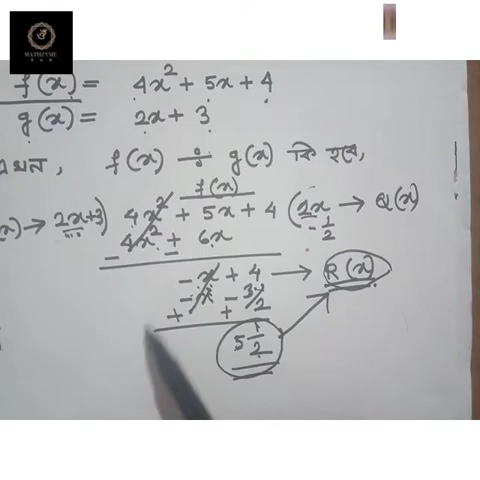 MATHZYME
f(x) = 4x² + 5x + 4
g(x) = 2x + 3
এখন, f(x) ÷ g(x) কি হবে,
f(x)
(x) → 2x+3) 4x² + 5x + 4 (2x → Q(x)
- 1/2
4x² + 6x
- -
- x + 4 → R(x)
- x - 3/2
+ +
5 1/2